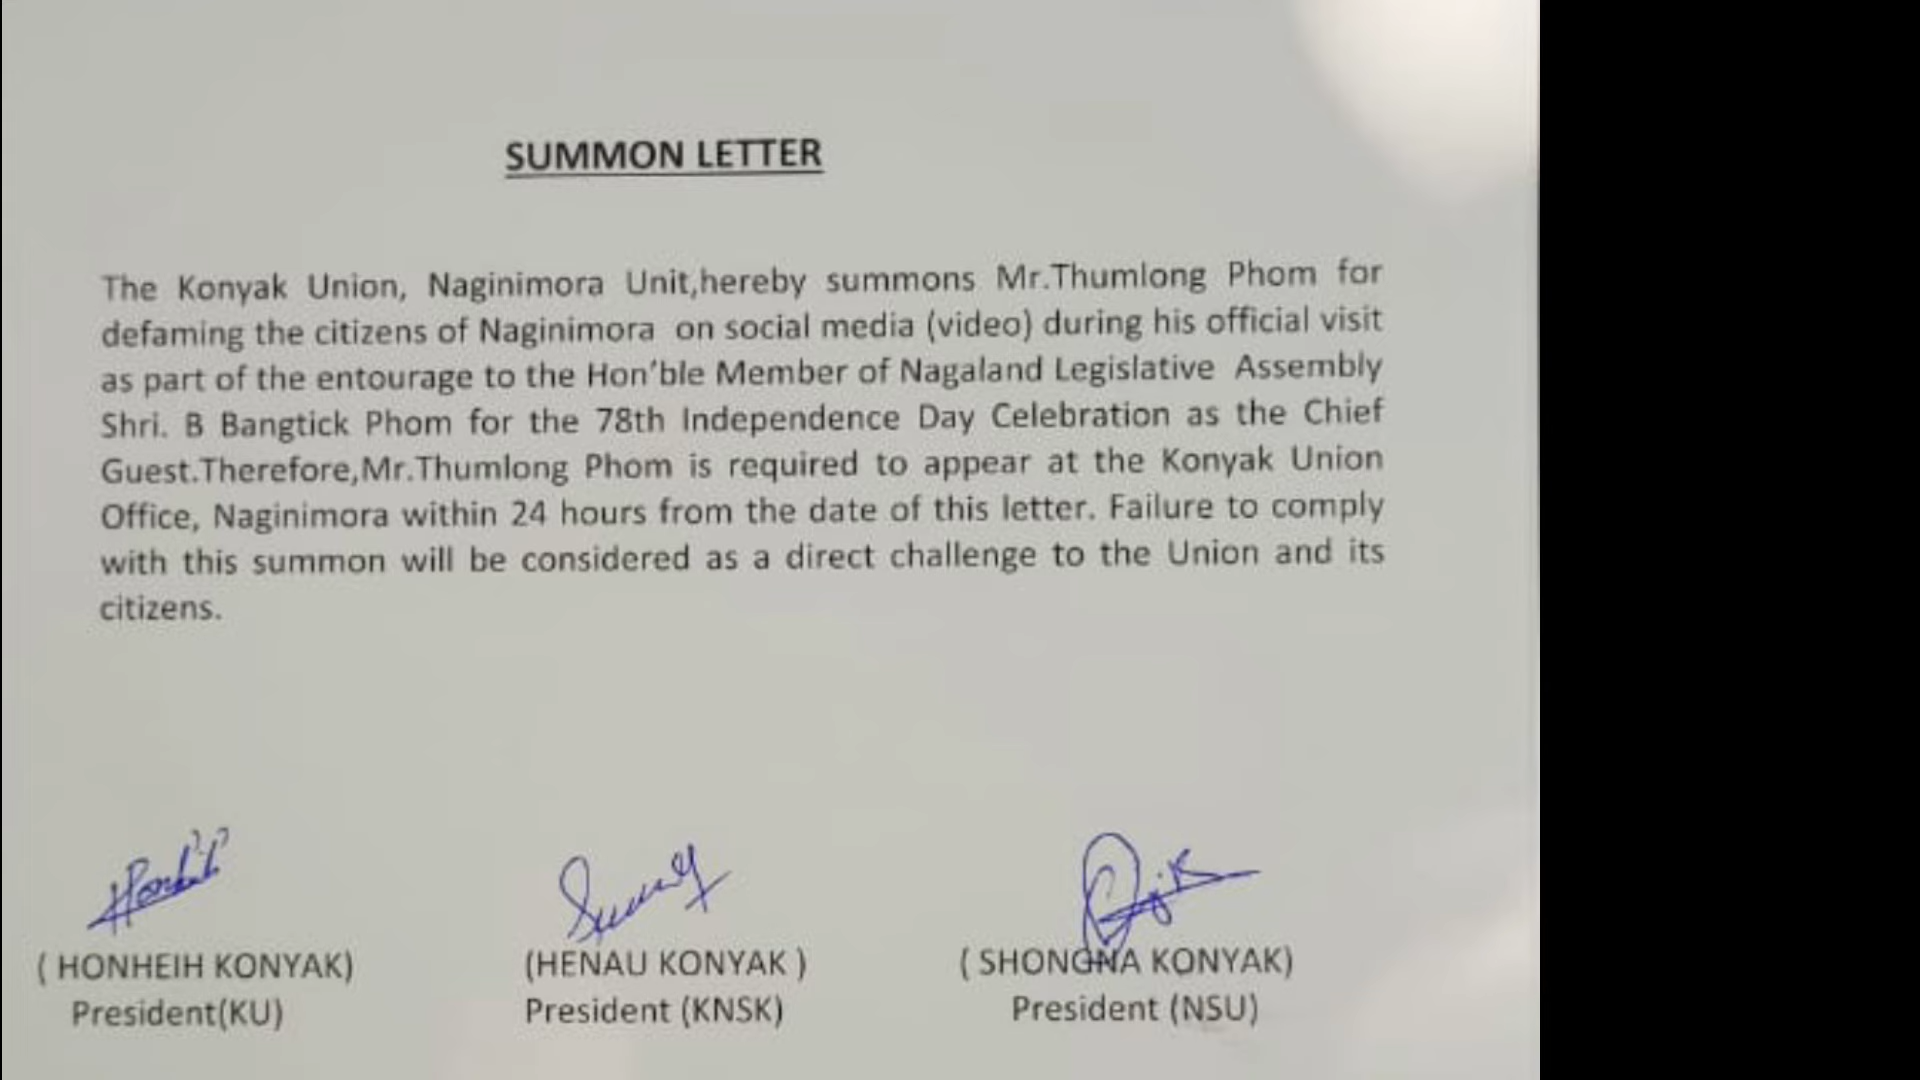 SUMMON LETTER
The Konyak Union, Naginimora Unit,hereby summons Mr.Thumlong Phom for
defaming the citizens of Naginimora on social media (video) during his official visit
as part of the entourage to the Hon'ble Member of Nagaland Legislative Assembly
Shri. B Bangtick Phom for the 78th Independence Day Celebration as the Chief
Guest.Therefore,Mr.Thumlong Phom is required to appear at the Konyak Union
Office, Naginimora within 24 hours from the date of this letter. Failure to comply
with this summon will be considered as a direct challenge to the Union and its
citizens.
( HONHEIH KONYAK) (HENAU KONYAK ) ( SHONGNA KONYAK)
President(KU) President (KNSK) President (NSU)